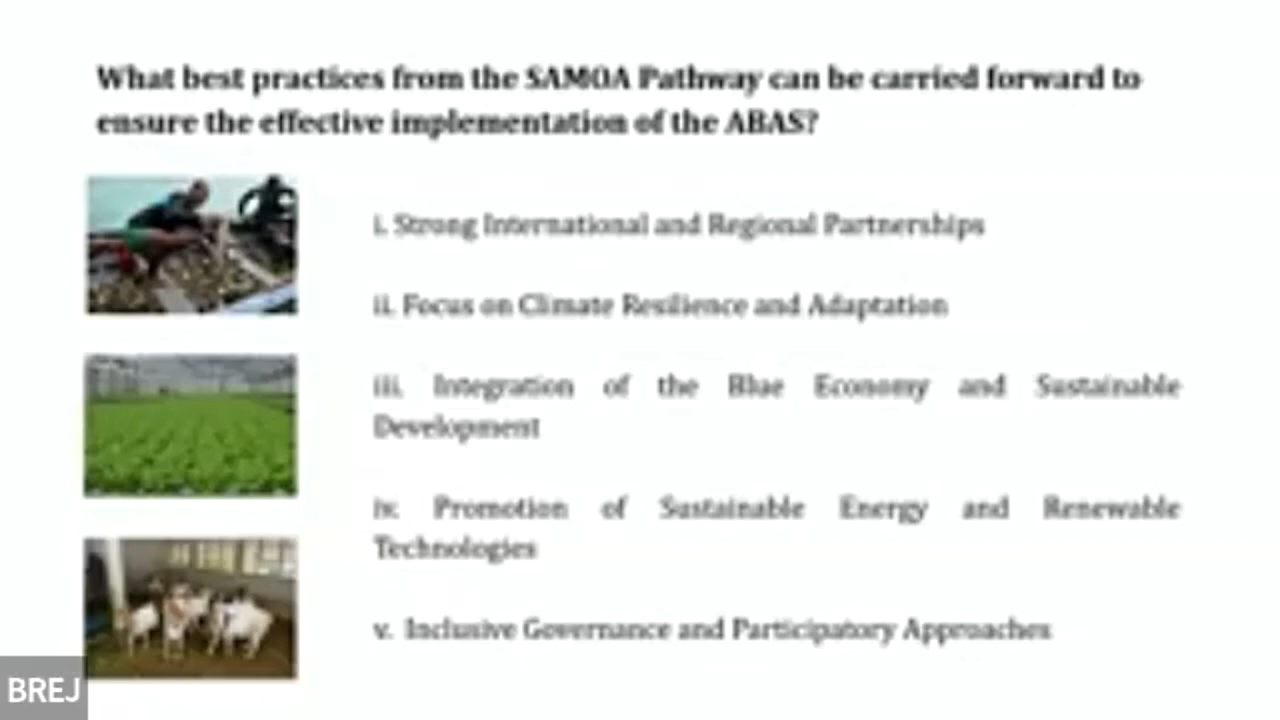 What best practices from the SAMOA Pathway can be carried forward to
ensure the effective implementation of the ABAS?
i. Strong International and Regional Partnerships
ii. Focus on Climate Resilience and Adaptation
iii. Integration of the Blue Economy and Sustainable
Development
iv. Promotion of Sustainable Energy and Renewable
Technologies
v. Inclusive Governance and Participatory Approaches
BREJ